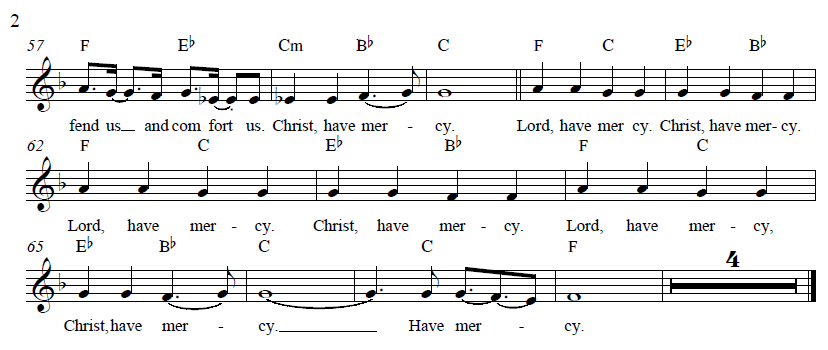 2
57 F E♭ Cm B♭ C F C E♭ B♭
fend us__ and com fort us. Christ, have mer - cy. Lord, have mer cy. Christ, have mer- cy.
62 F C E♭ B♭ F C
Lord, have mer - cy. Christ, have mer - cy. Lord, have mer - cy,
65 E♭ B♭ C C F 4
Christ, have mer - cy.__________ Have mer - cy.